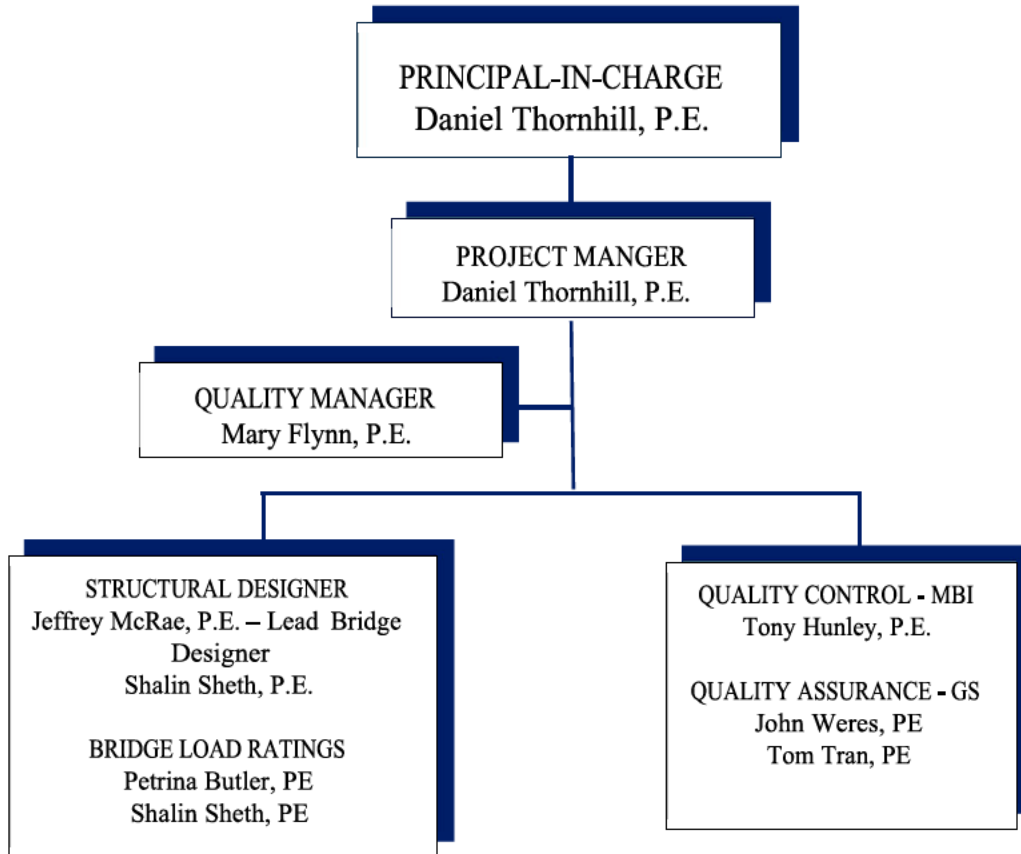 PRINCIPAL-IN-CHARGE
Daniel Thornhill, P.E.
PROJECT MANGER
Daniel Thornhill, P.E.
QUALITY MANAGER
Mary Flynn, P.E.
STRUCTURAL DESIGNER
Jeffrey McRae, P.E. – Lead Bridge
Designer
Shalin Sheth, P.E.
BRIDGE LOAD RATINGS
Petrina Butler, PE
Shalin Sheth, PE
QUALITY CONTROL - MBI
Tony Hunley, P.E.
QUALITY ASSURANCE - GS
John Weres, PE
Tom Tran, PE